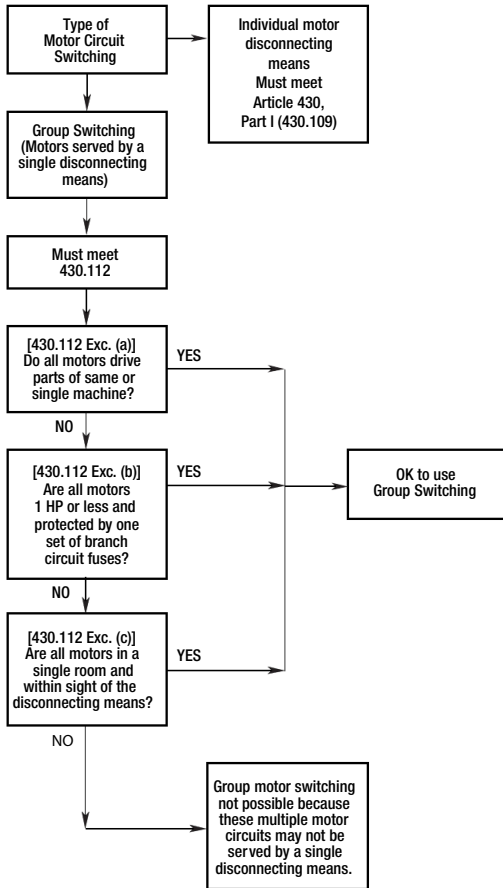 Type of
Motor Circuit
Switching
Individual motor
disconnecting
means
Must meet
Article 430,
Part I (430.109)
Group Switching
(Motors served by a
single disconnecting
means)
Must meet
430.112
[430.112 Exc. (a)]
Do all motors drive
parts of same or
single machine?
YES
NO
[430.112 Exc. (b)]
Are all motors
1 HP or less and
protected by one
set of branch
circuit fuses?
YES
OK to use
Group Switching
NO
[430.112 Exc. (c)]
Are all motors in a
single room and
within sight of the
disconnecting means?
YES
NO
Group motor switching
not possible because
these multiple motor
circuits may not be
served by a single
disconnecting means.